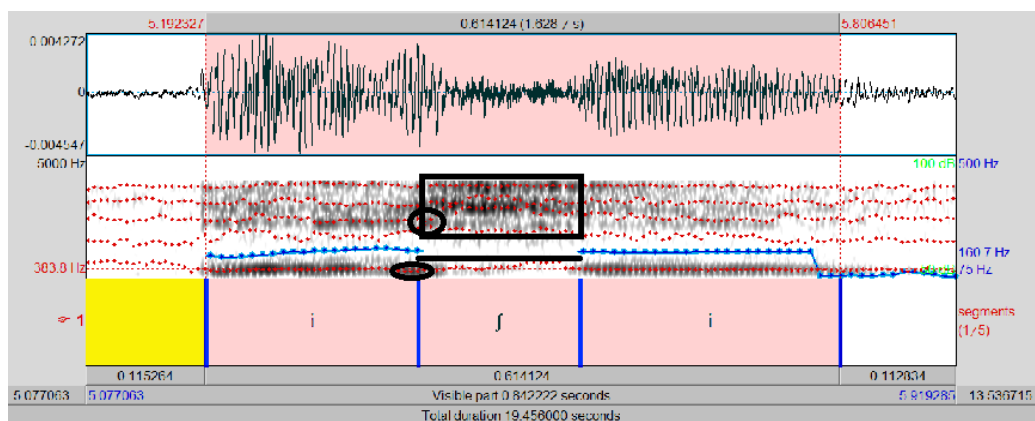 5.192327 0.614124 (1.628 / s) 5.806451
0.004272
0
-0.004547
5000 Hz 100 dB 500 Hz
160.7 Hz
383.8 Hz 75 Hz
☞ 1 i ʃ i segments
(1/5)
0.115264 0.614124 0.112834
5.077063 5.077063 Visible part 0.842222 seconds 5.919285 13.536715
Total duration 19.456000 seconds